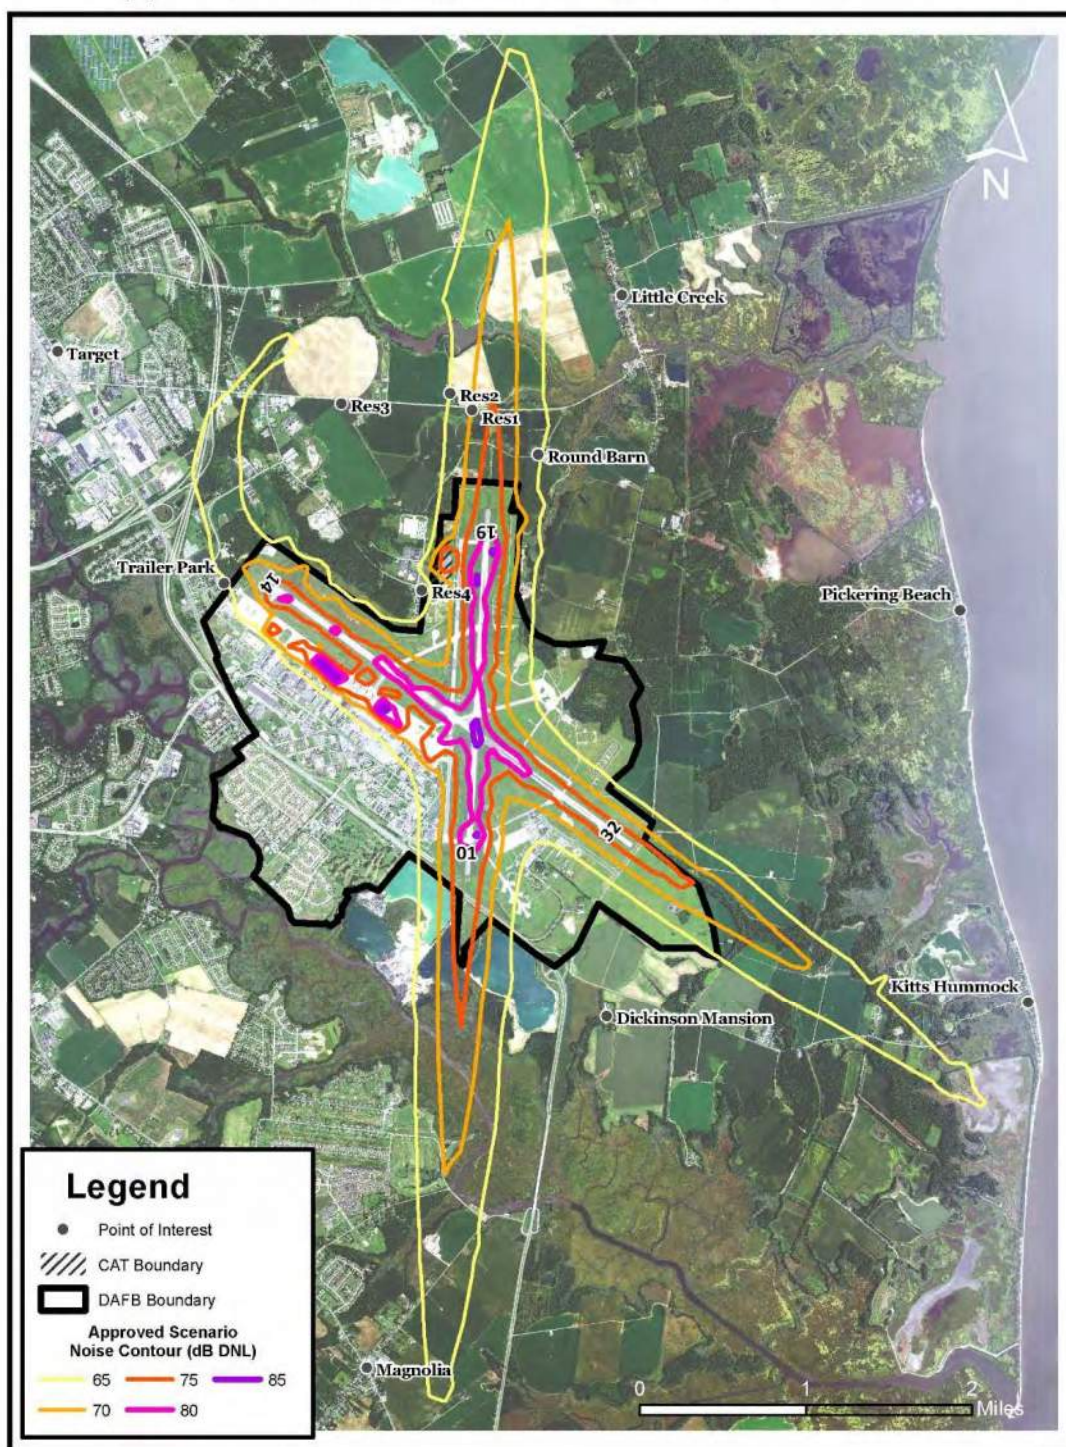 N
Little Creek
Target
Res2
Res3
Res1
Round Barn
19
14
Trailer Park
Res4
Pickering Beach
32
01
Kitts Hummock
Dickinson Mansion
Magnolia
0 1 2
Miles
Legend
Point of Interest
CAT Boundary
DAFB Boundary
Approved Scenario
Noise Contour (dB DNL)
65 75 85
70 80